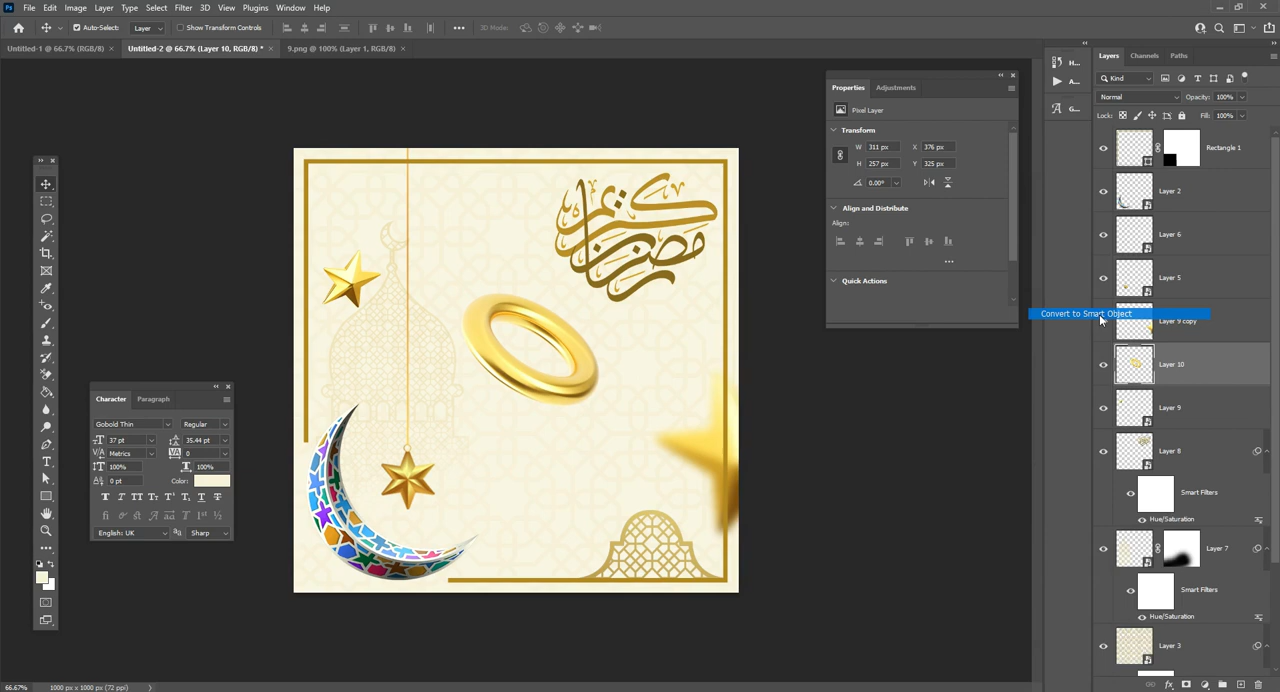 Ps File Edit Image Layer Type Select Filter 3D View Plugins Window Help
Auto-Select: Layer Show Transform Controls 3D Mode:
Untitled-1 @ 66.7% (RGB/8) × Untitled-2 @ 66.7% (Layer 10, RGB/8) * × 9.png @ 100% (Layer 1, RGB/8) ×
H...
A...
G...
Properties Adjustments
Pixel Layer
Transform
W 311 px X 376 px
H 257 px Y 325 px
0.00°
Align and Distribute
Align:
Quick Actions
Convert to Smart Object
Layers Channels Paths
Kind
Normal Opacity: 100%
Lock: Fill: 100%
Rectangle 1
Layer 2
Layer 6
Layer 5
Layer 9 copy
Layer 10
Layer 9
Layer 8
Smart Filters
Hue/Saturation
Layer 7
Smart Filters
Hue/Saturation
Layer 3
Character Paragraph
Gobold Thin Regular
37 pt 35.44 pt
Metrics 0
100% 100%
0 pt Color:
English: UK Sharp
رمضان
كريم
66.67% 1000 px x 1000 px (72 ppi)